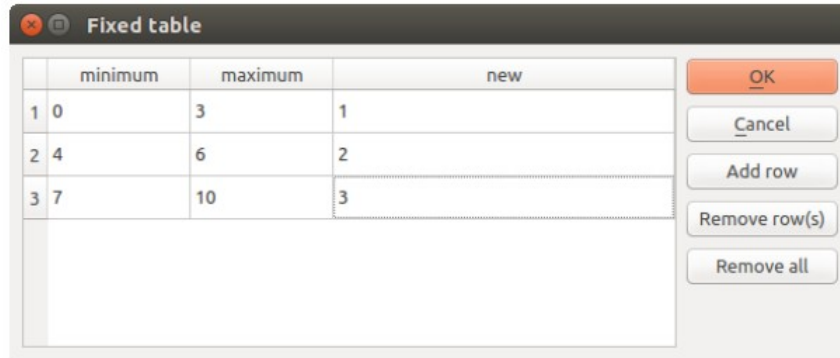 Fixed table
minimum maximum new
OK
1 0 3 1
Cancel
2 4 6 2
Add row
3 7 10 3
Remove row(s)
Remove all